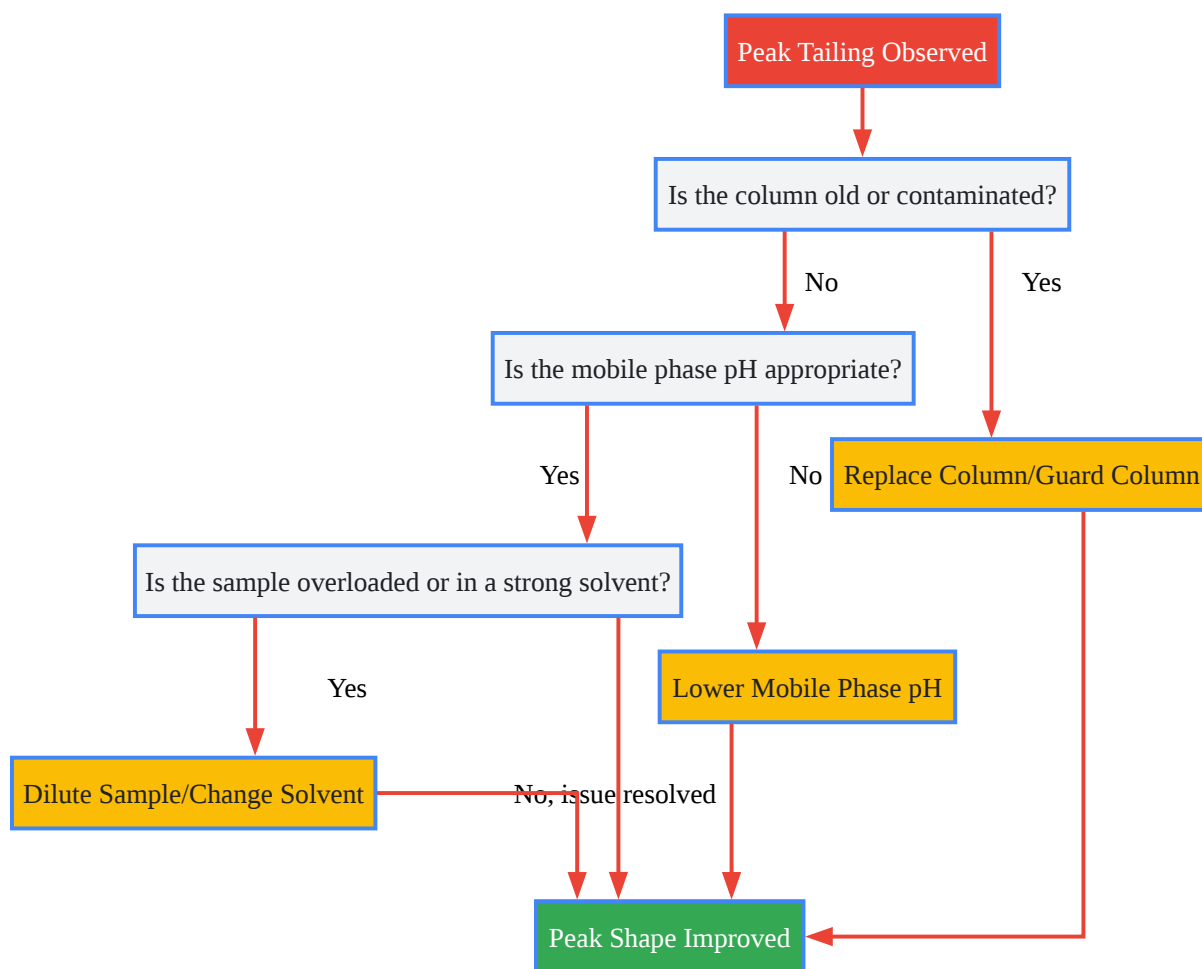 Peak Tailing Observed
Is the column old or contaminated?
No
Yes
Is the mobile phase pH appropriate?
Yes
No
Replace Column/Guard Column
Is the sample overloaded or in a strong solvent?
Yes
Lower Mobile Phase pH
Dilute Sample/Change Solvent
No, issue resolved
Peak Shape Improved